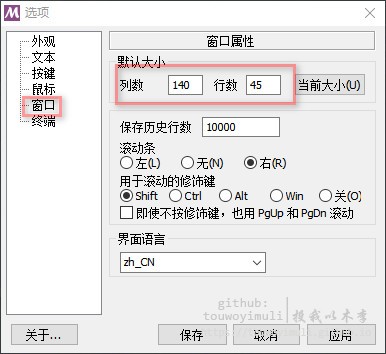 选项
外观
文本
按键
鼠标
窗口
终端
窗口属性
默认大小
列数 140 行数 45 当前大小(U)
保存历史行数 10000
滚动条
左(L) 无(N) 右(R)
用于滚动的修饰键
Shift Ctrl Alt Win 关(O)
即使不按修饰键，也用 PgUp 和 PgDn 滚动
界面语言
zh_CN
github:
touwoyimuli 投我以木李
关于... 保存 取消 应用